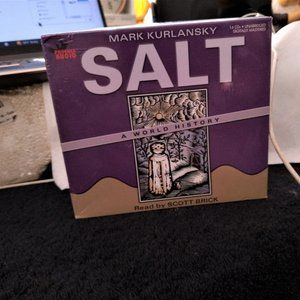 MARK KURLANSKY
SALT
A WORLD HISTORY
Read by SCOTT BRICK